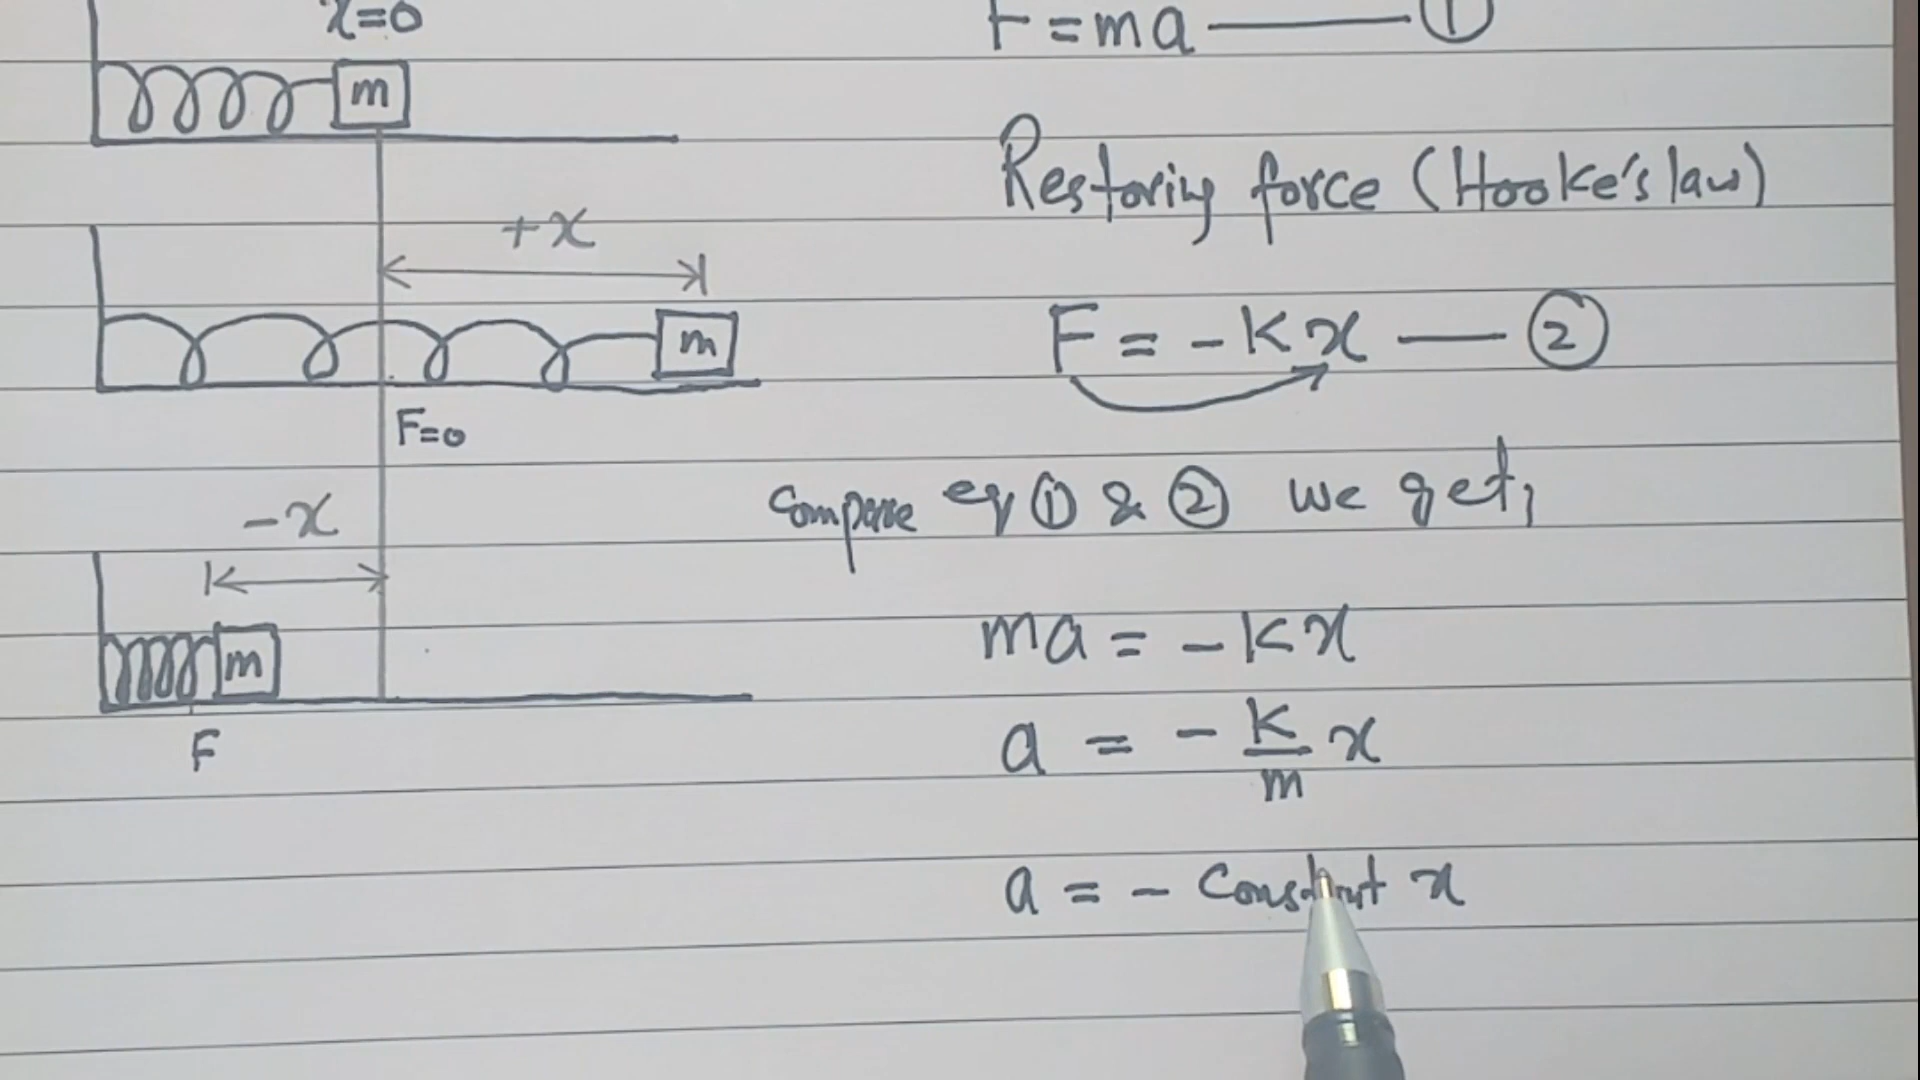 x=0
m
+x
m
F=0
-x
m
F
F = ma — ①
Restoring force (Hooke's law)
F = - Kx — ②
Compare eq ① & ② we get,
ma = - Kx
a = - K/m x
a = - Constant x